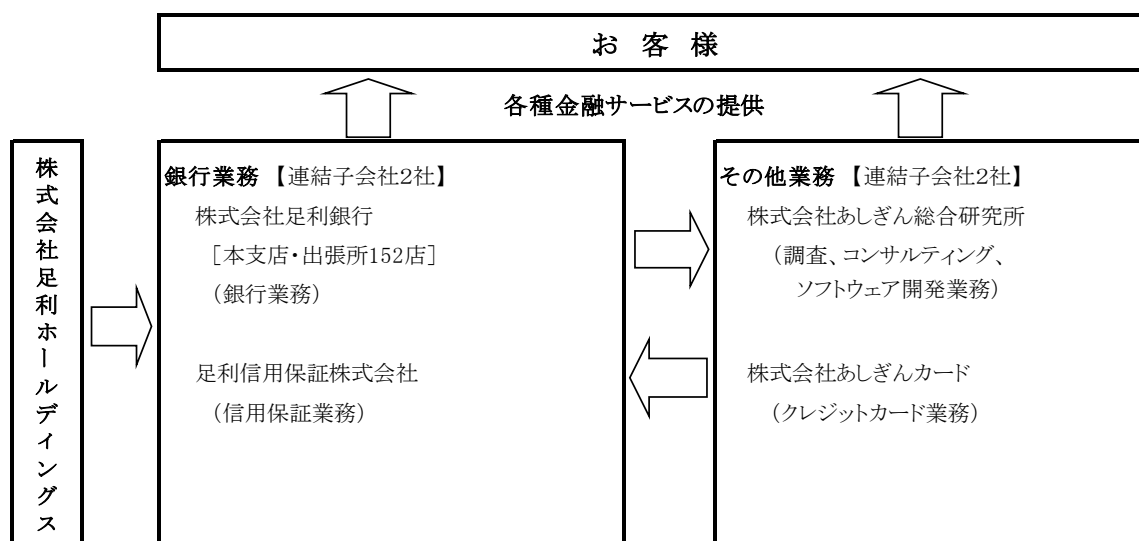 お 客 様
各種金融サービスの提供
株式会社足利ホールディングス
銀行業務 【連結子会社2社】
株式会社足利銀行
[本支店・出張所152店]
(銀行業務)
足利信用保証株式会社
(信用保証業務)
その他業務 【連結子会社2社】
株式会社あしぎん総合研究所
(調査、コンサルティング、
ソフトウェア開発業務)
株式会社あしぎんカード
(クレジットカード業務)